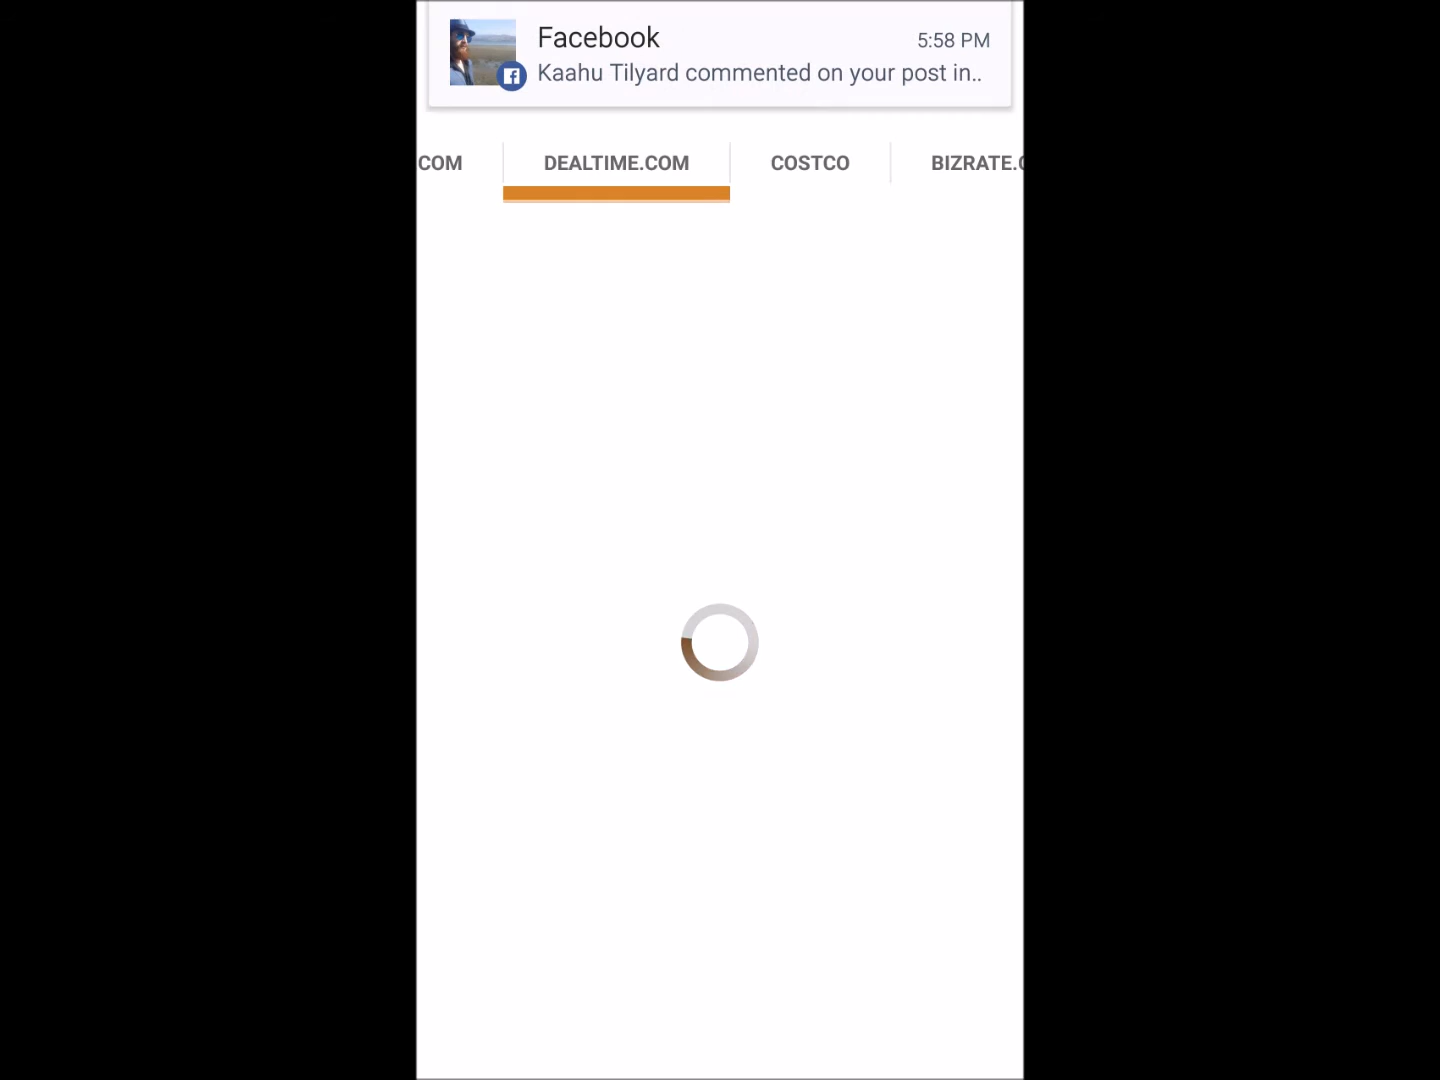 Facebook
5:58 PM
Kaahu Tilyard commented on your post in..
COM
DEALTIME.COM
COSTCO
BIZRATE.C